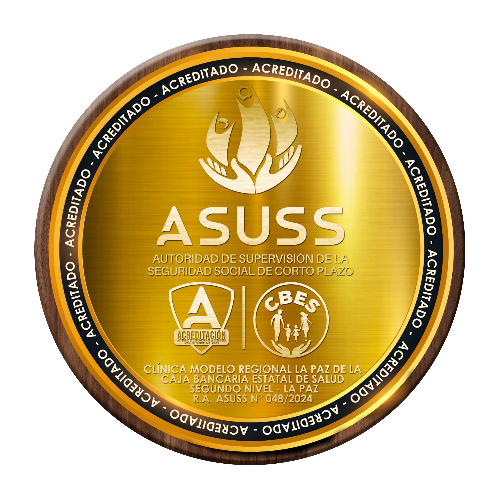 ACREDITADO - ACREDITADO - ACREDITADO - ACREDITADO - ACREDITADO - ACREDITADO - ACREDITADO - ACREDITADO - ACREDITADO - ACREDITADO - ACREDITADO -
ASUSS
AUTORIDAD DE SUPERVISION DE LA
SEGURIDAD SOCIAL DE CORTO PLAZO
A
ACREDITACIÓN
CBES
CLÍNICA MODELO REGIONAL LA PAZ DE LA
CAJA BANCARIA ESTATAL DE SALUD
SEGUNDO NIVEL - LA PAZ
R.A. ASUSS N° 048/2024